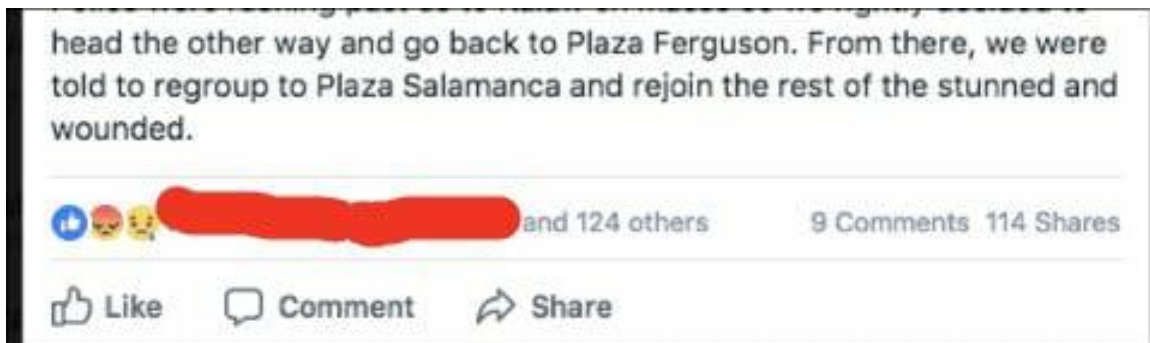 head the other way and go back to Plaza Ferguson. From there, we were
told to regroup to Plaza Salamanca and rejoin the rest of the stunned and
wounded.
and 124 others 9 Comments 114 Shares
Like Comment Share